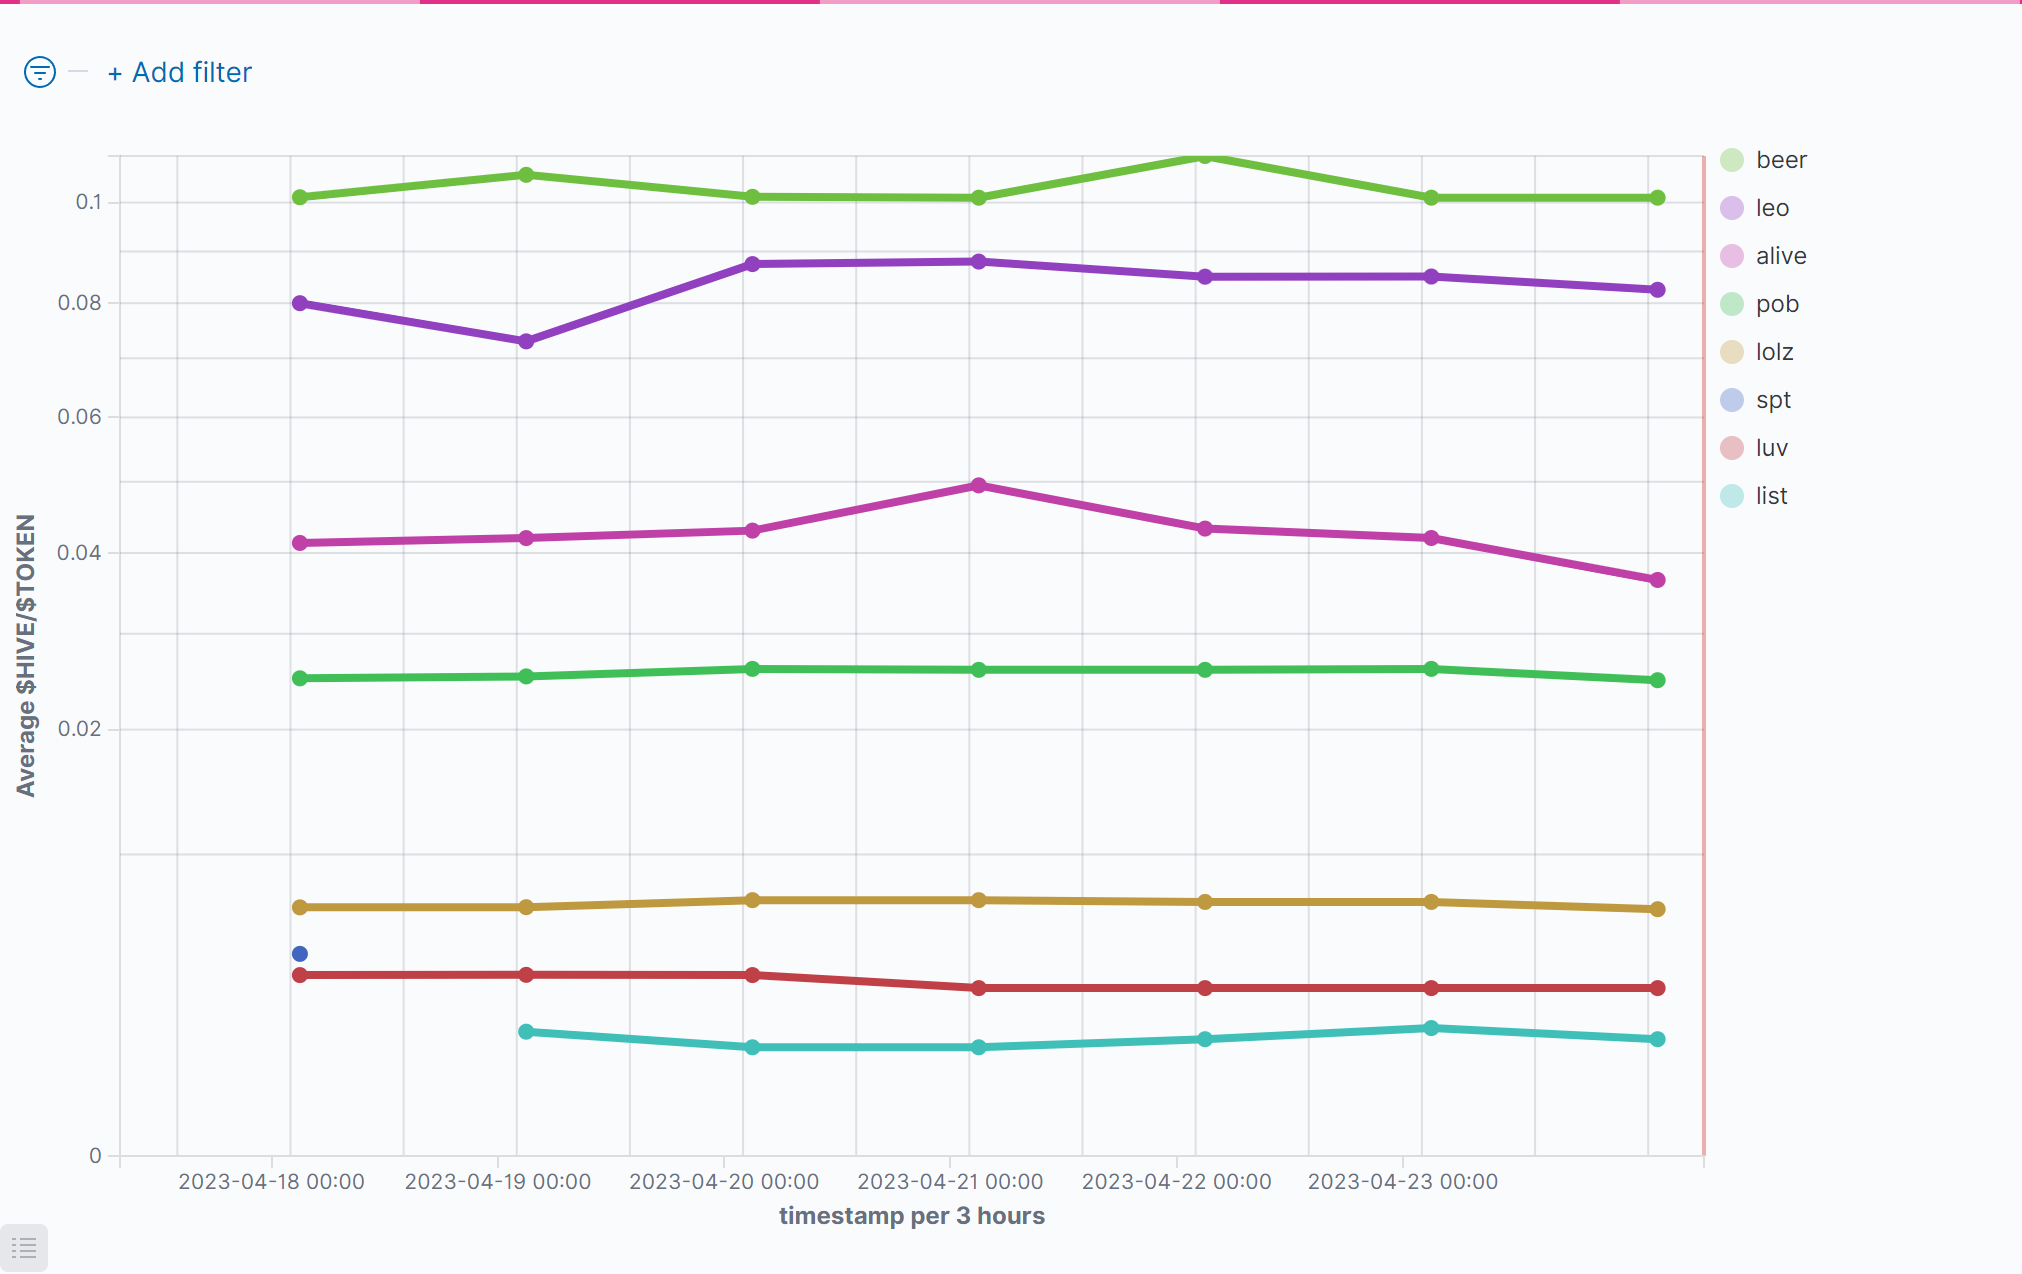 + Add filter
beer
leo
alive
pob
lolz
spt
luv
list
0.1
0.08
0.06
0.04
0.02
0
Average $HIVE/$TOKEN
2023-04-18 00:00 2023-04-19 00:00 2023-04-20 00:00 2023-04-21 00:00 2023-04-22 00:00 2023-04-23 00:00
timestamp per 3 hours